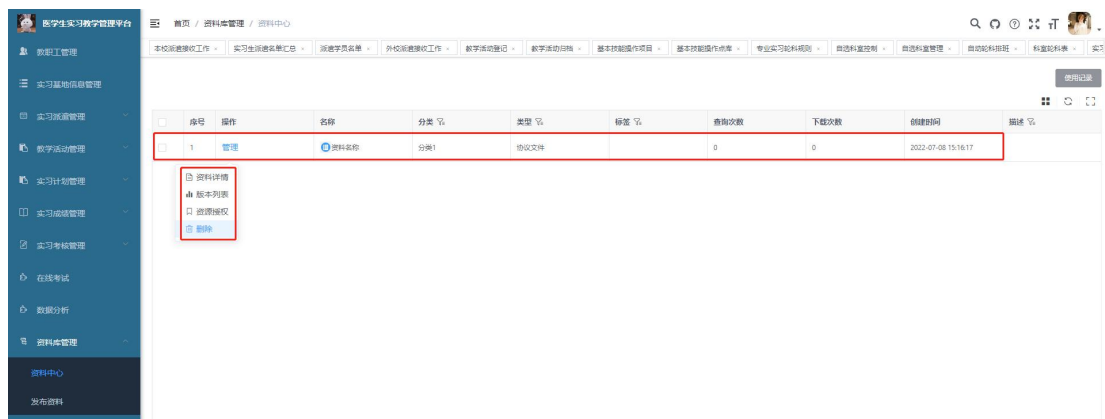 医学生实习教学管理平台
首页 / 资料库管理 / 资料中心
教职工管理
实习基地信息管理
实习派遣管理
教学活动管理
实习计划管理
实习成绩管理
实习考核管理
在线考试
数据分析
资料库管理
资料中心
发布资料
本校派遣接收工作 × 实习生派遣名单汇总 × 派遣学员名单 × 外校派遣接收工作 × 教学活动登记 × 教学活动归档 × 基本技能操作项目 × 基本技能操作点库 × 专业实习轮科规则 × 自选科室控制 × 自选科室管理 × 自动轮科排班 × 科室轮科表 × 实习
使用记录
序号 操作 名称 分类 类型 标签 查询次数 下载次数 创建时间 描述
1 管理 资料名称 分类1 协议文件 0 0 2022-07-08 15:16:17
资料详情
版本列表
资源授权
删除